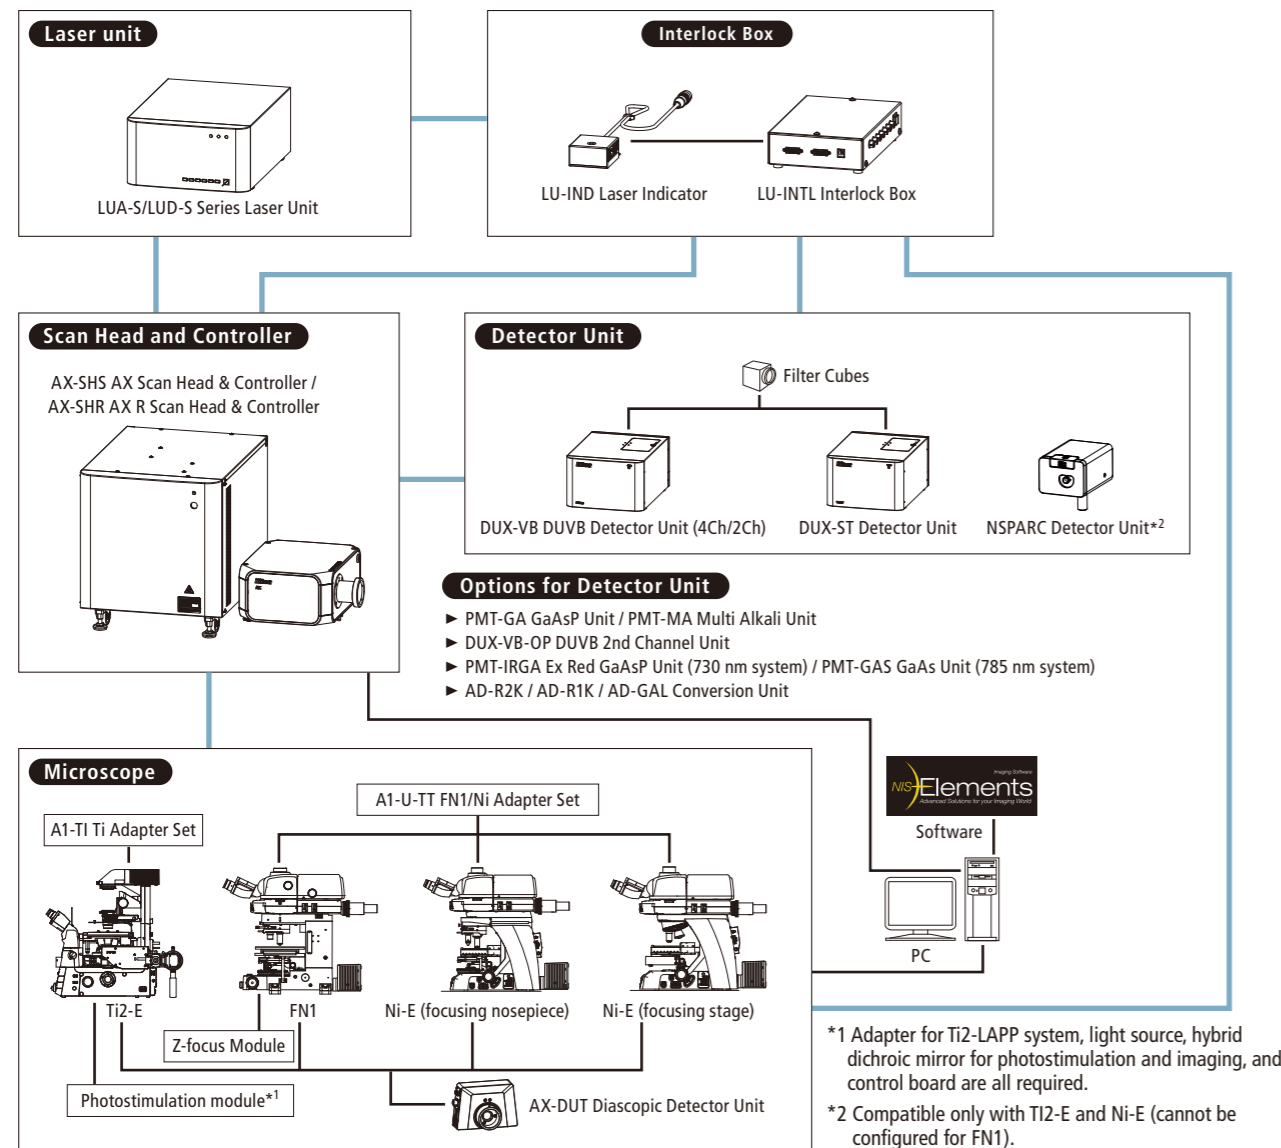 Laser unit
LUA-S/LUD-S Series Laser Unit
Interlock Box
LU-IND Laser Indicator
LU-INTL Interlock Box
Scan Head and Controller
AX-SHS AX Scan Head & Controller /
AX-SHR AX R Scan Head & Controller
Detector Unit
Filter Cubes
DUX-VB DUVB Detector Unit (4Ch/2Ch)
DUX-ST Detector Unit
NSPARC Detector Unit*2
Options for Detector Unit
► PMT-GA GaAsP Unit / PMT-MA Multi Alkali Unit
► DUX-VB-OP DUVB 2nd Channel Unit
► PMT-IRGA Ex Red GaAsP Unit (730 nm system) / PMT-GAS GaAs Unit (785 nm system)
► AD-R2K / AD-R1K / AD-GAL Conversion Unit
Microscope
A1-TI Ti Adapter Set
A1-U-TT FN1/Ni Adapter Set
Ti2-E
FN1
Ni-E (focusing nosepiece)
Ni-E (focusing stage)
Z-focus Module
Photostimulation module*1
AX-DUT Diascopic Detector Unit
Imaging Software
NIS Elements
Advanced Solutions for your Imaging World
Software
PC
*1 Adapter for Ti2-LAPP system, light source, hybrid
dichroic mirror for photostimulation and imaging, and
control board are all required.
*2 Compatible only with TI2-E and Ni-E (cannot be
configured for FN1).